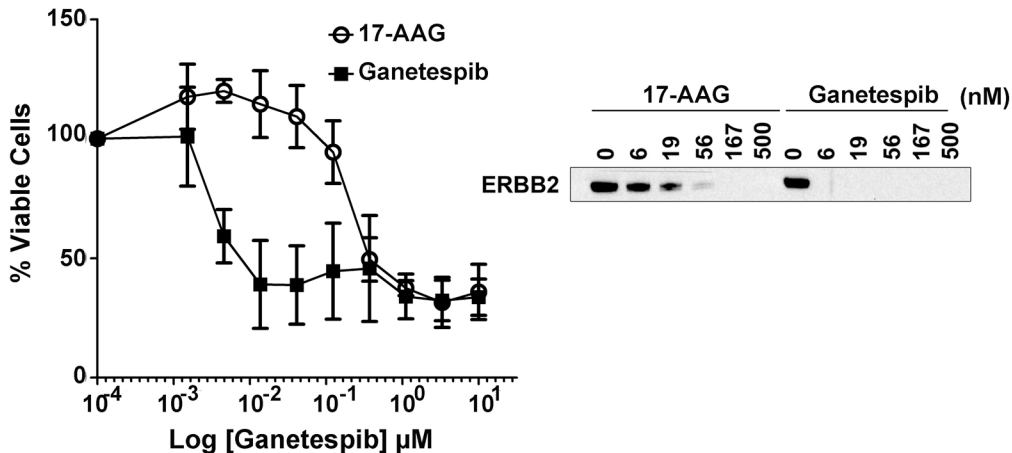 150
17-AAG
Ganetespib
100
50
0
% Viable Cells
10-4 10-3 10-2 10-1 100 101
Log [Ganetespib] µM
17-AAG Ganetespib (nM)
0 6 19 56 167 500 0 6 19 56 167 500
ERBB2